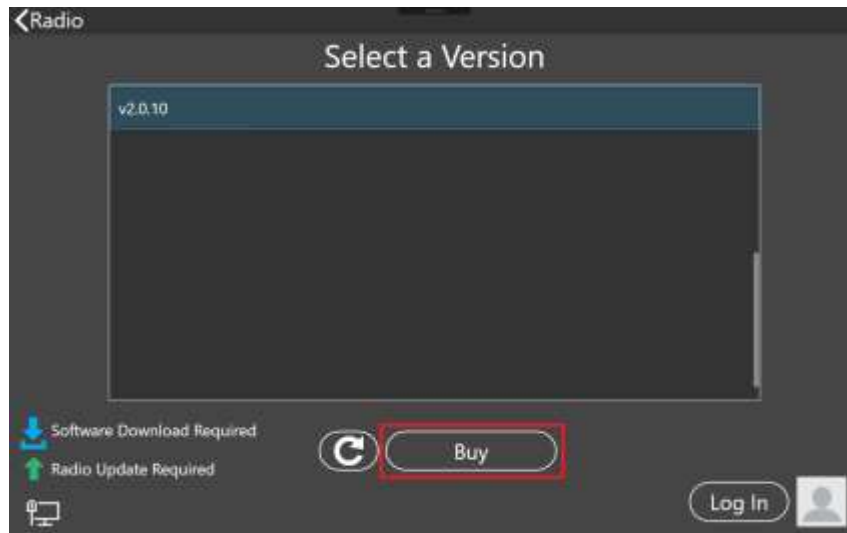 Radio
Select a Version
v2.0.10
Software Download Required
Buy
Radio Update Required
Log In